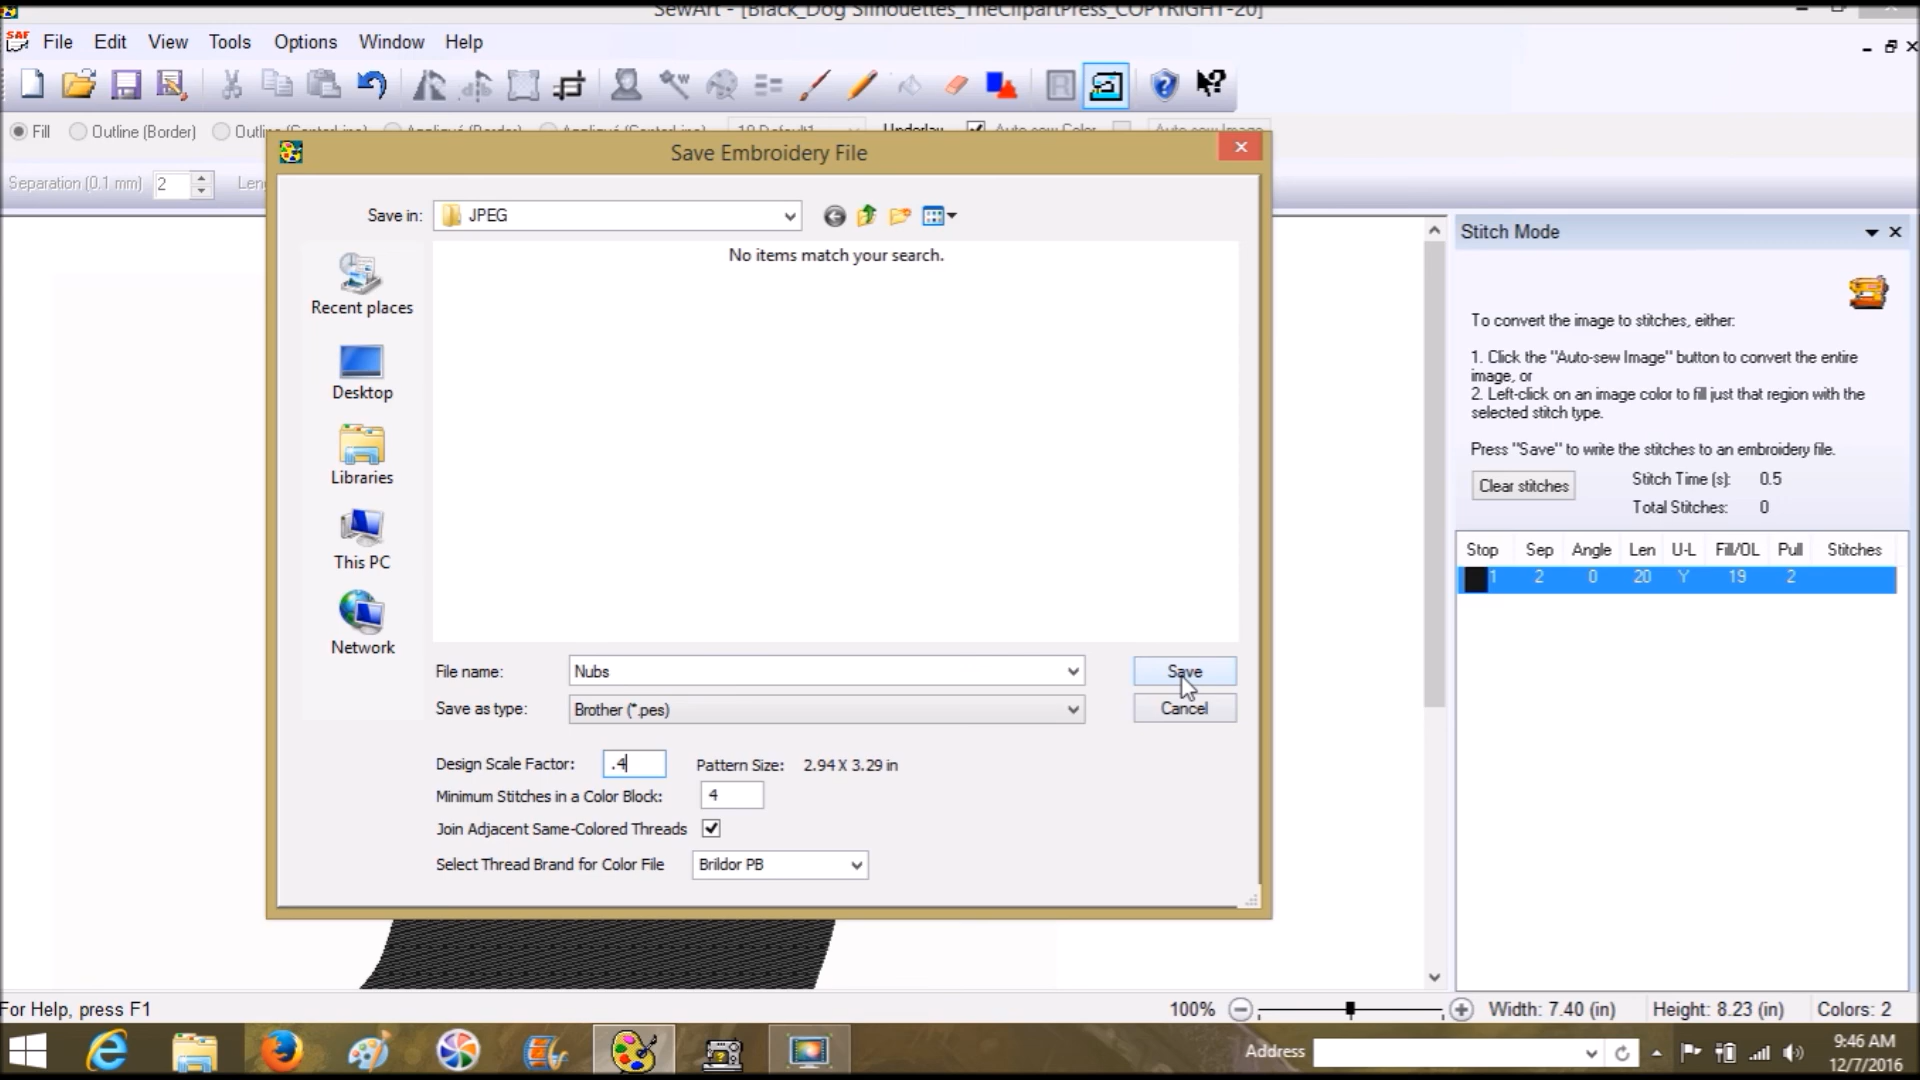 SewArt - [Black_Dog Silhouettes_TheClipartPress_COPYRIGHT-20]
SAF File Edit View Tools Options Window Help
Fill Outline (Border)
Underlay
Separation (0.1 mm) 2
Save Embroidery File
Save in: JPEG
No items match your search.
Recent places
Desktop
Libraries
This PC
Network
File name: Nubs Save
Save as type: Brother (*.pes) Cancel
Design Scale Factor: .4 Pattern Size: 2.94 X 3.29 in
Minimum Stitches in a Color Block: 4
Join Adjacent Same-Colored Threads
Select Thread Brand for Color File Brildor PB
Stitch Mode
To convert the image to stitches, either:
1. Click the "Auto-sew Image" button to convert the entire
image, or
2. Left-click on an image color to fill just that region with the
selected stitch type.
Press "Save" to write the stitches to an embroidery file.
Clear stitches Stitch Time (s): 0.5
Total Stitches: 0
Stop Sep Angle Len U-L Fill/OL Pull Stitches
1 2 0 20 Y 19 2
For Help, press F1
100% Width: 7.40 (in) Height: 8.23 (in) Colors: 2
Address
9:46 AM
12/7/2016